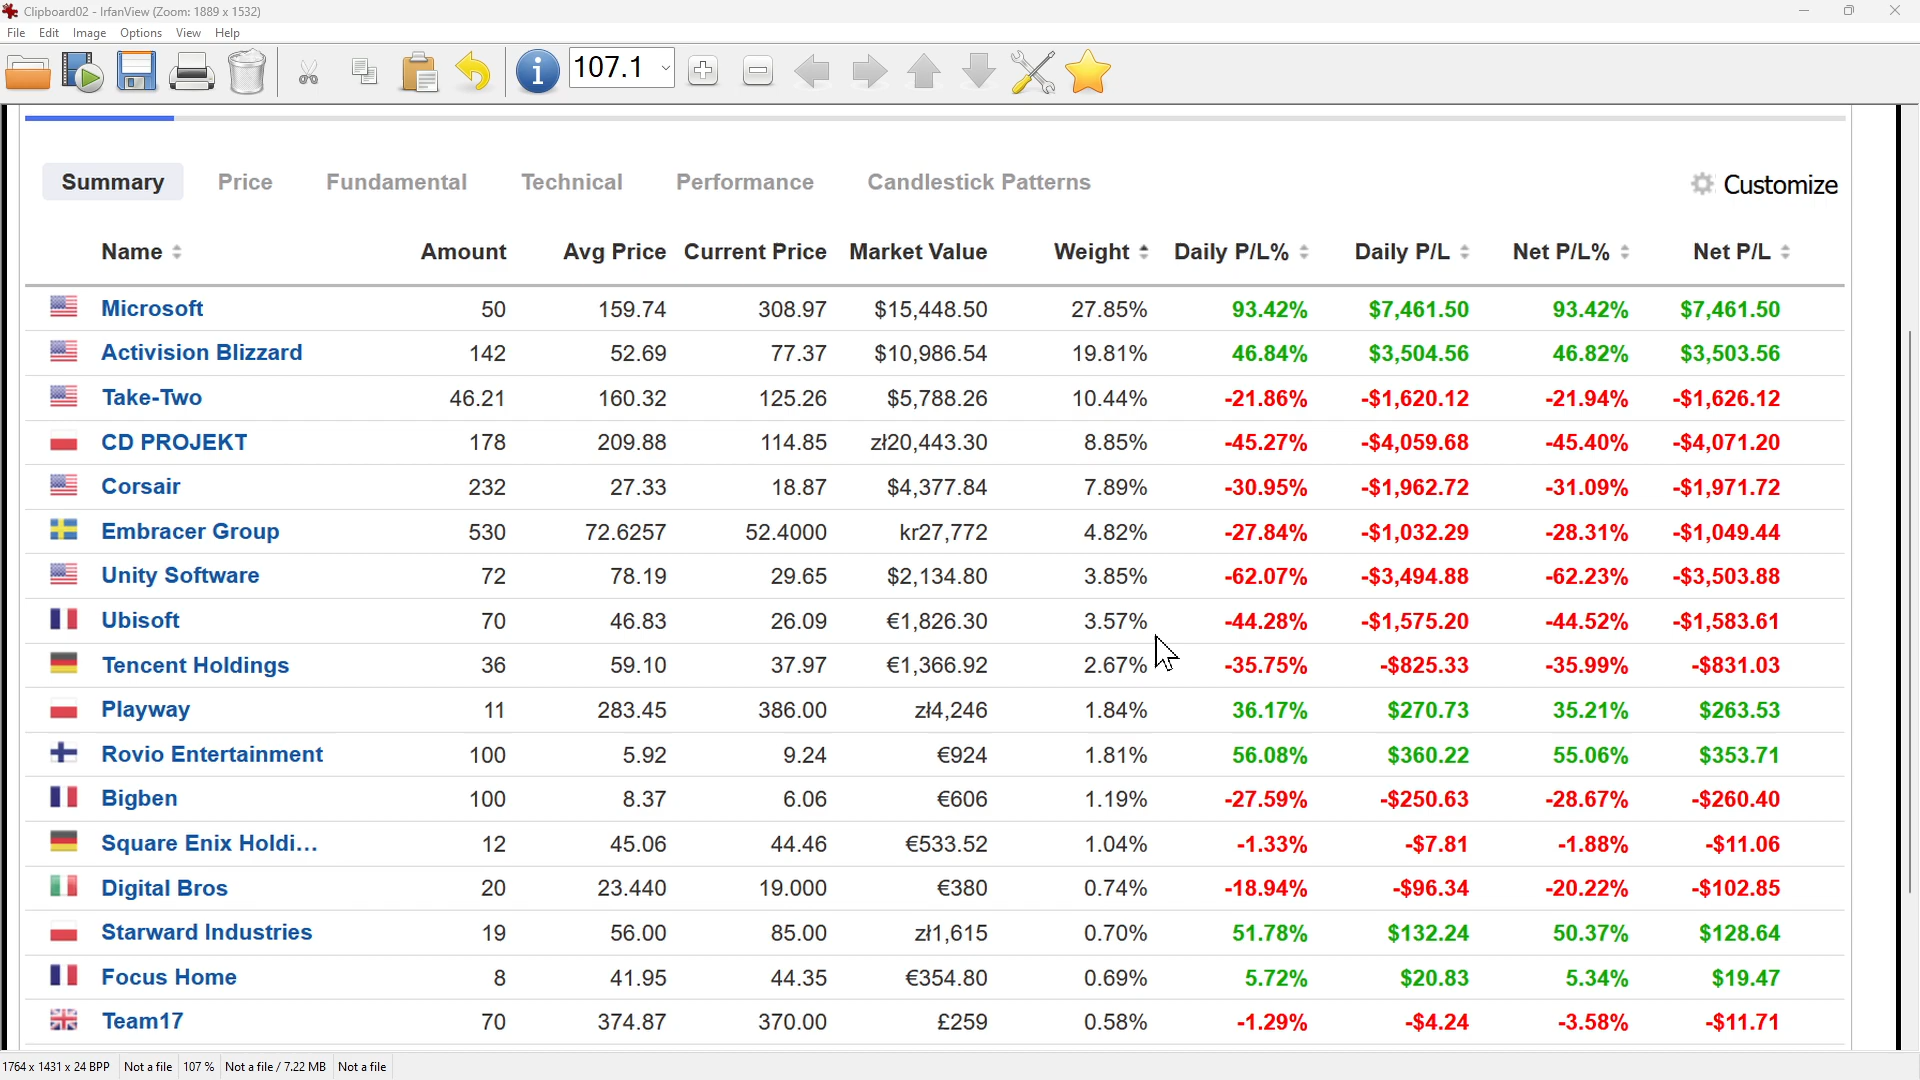 Clipboard02 - IrfanView (Zoom: 1889 x 1532)
File Edit Image Options View Help
107.1
Summary Price Fundamental Technical Performance Candlestick Patterns Customize
Name Amount Avg Price Current Price Market Value Weight Daily P/L% Daily P/L Net P/L% Net P/L
Microsoft 50 159.74 308.97 $15,448.50 27.85% 93.42% $7,461.50 93.42% $7,461.50
Activision Blizzard 142 52.69 77.37 $10,986.54 19.81% 46.84% $3,504.56 46.82% $3,503.56
Take-Two 46.21 160.32 125.26 $5,788.26 10.44% -21.86% -$1,620.12 -21.94% -$1,626.12
CD PROJEKT 178 209.88 114.85 zł20,443.30 8.85% -45.27% -$4,059.68 -45.40% -$4,071.20
Corsair 232 27.33 18.87 $4,377.84 7.89% -30.95% -$1,962.72 -31.09% -$1,971.72
Embracer Group 530 72.6257 52.4000 kr27,772 4.82% -27.84% -$1,032.29 -28.31% -$1,049.44
Unity Software 72 78.19 29.65 $2,134.80 3.85% -62.07% -$3,494.88 -62.23% -$3,503.88
Ubisoft 70 46.83 26.09 €1,826.30 3.57% -44.28% -$1,575.20 -44.52% -$1,583.61
Tencent Holdings 36 59.10 37.97 €1,366.92 2.67% -35.75% -$825.33 -35.99% -$831.03
Playway 11 283.45 386.00 zł4,246 1.84% 36.17% $270.73 35.21% $263.53
Rovio Entertainment 100 5.92 9.24 €924 1.81% 56.08% $360.22 55.06% $353.71
Bigben 100 8.37 6.06 €606 1.19% -27.59% -$250.63 -28.67% -$260.40
Square Enix Holdi... 12 45.06 44.46 €533.52 1.04% -1.33% -$7.81 -1.88% -$11.06
Digital Bros 20 23.440 19.000 €380 0.74% -18.94% -$96.34 -20.22% -$102.85
Starward Industries 19 56.00 85.00 zł1,615 0.70% 51.78% $132.24 50.37% $128.64
Focus Home 8 41.95 44.35 €354.80 0.69% 5.72% $20.83 5.34% $19.47
Team17 70 374.87 370.00 £259 0.58% -1.29% -$4.24 -3.58% -$11.71
1764 x 1431 x 24 BPP Not a file 107 % Not a file / 7.22 MB Not a file